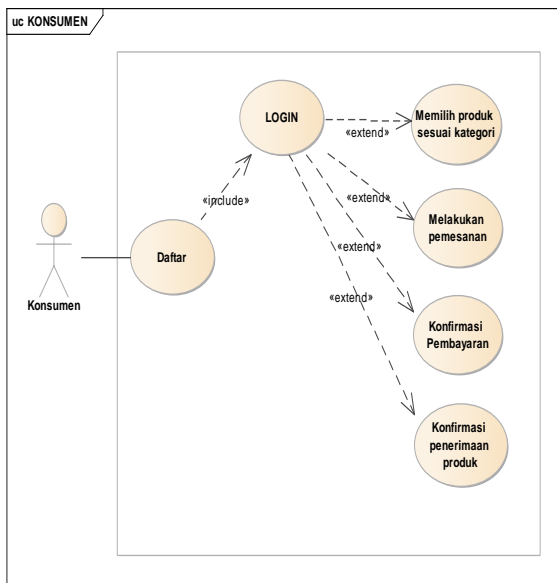 uc KONSUMEN
LOGIN
Memilih produk
sesuai kategori
«extend»
«include»
«extend»
Melakukan
pemesanan
Daftar
«extend»
Konsumen
«extend»
Konfirmasi
Pembayaran
Konfirmasi
penerimaan
produk